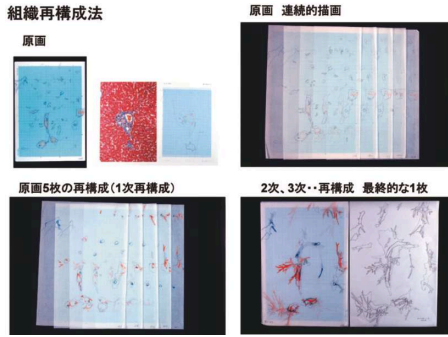 組織再構成法
原画
原画 連続的描画
原画5枚の再構成(1次再構成)
2次、3次‥再構成 最終的な1枚